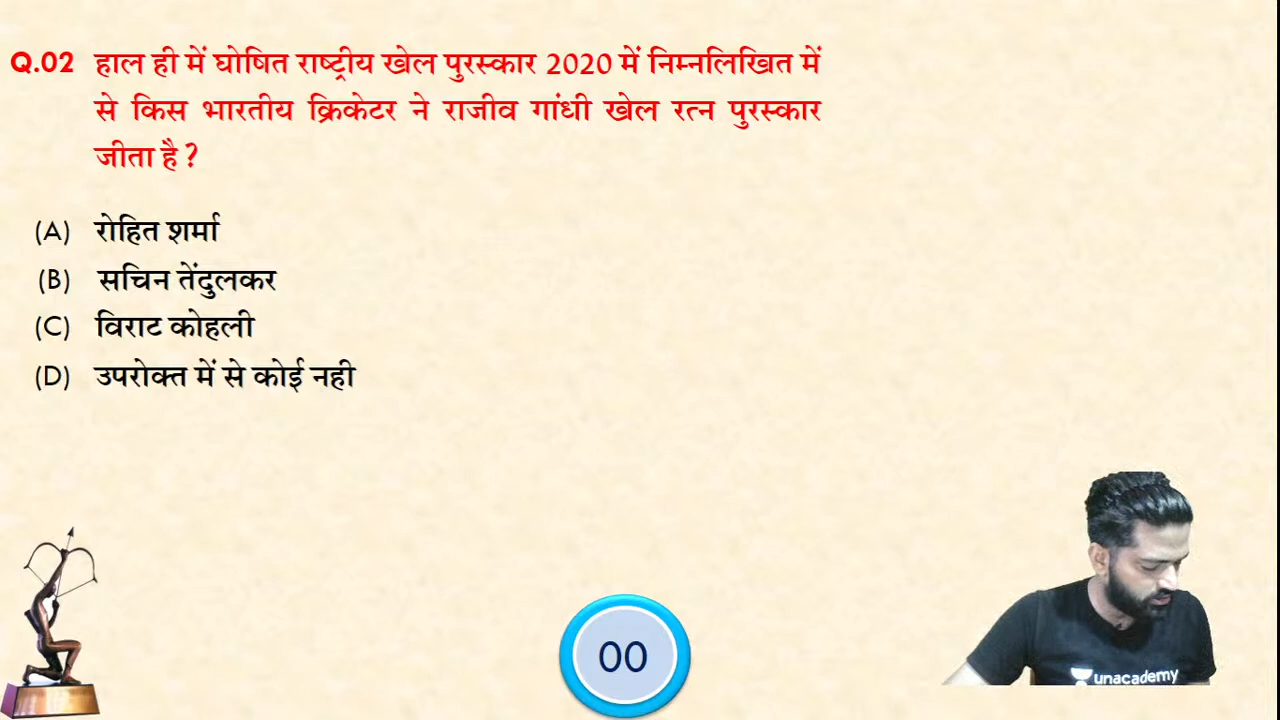 Q.02 हाल ही में घोषित राष्ट्रीय खेल पुरस्कार 2020 में निम्नलिखित में
से किस भारतीय क्रिकेटर ने राजीव गांधी खेल रत्न पुरस्कार
जीता है ?
(A) रोहित शर्मा
(B) सचिन तेंदुलकर
(C) विराट कोहली
(D) उपरोक्त में से कोई नही
00
unacademy